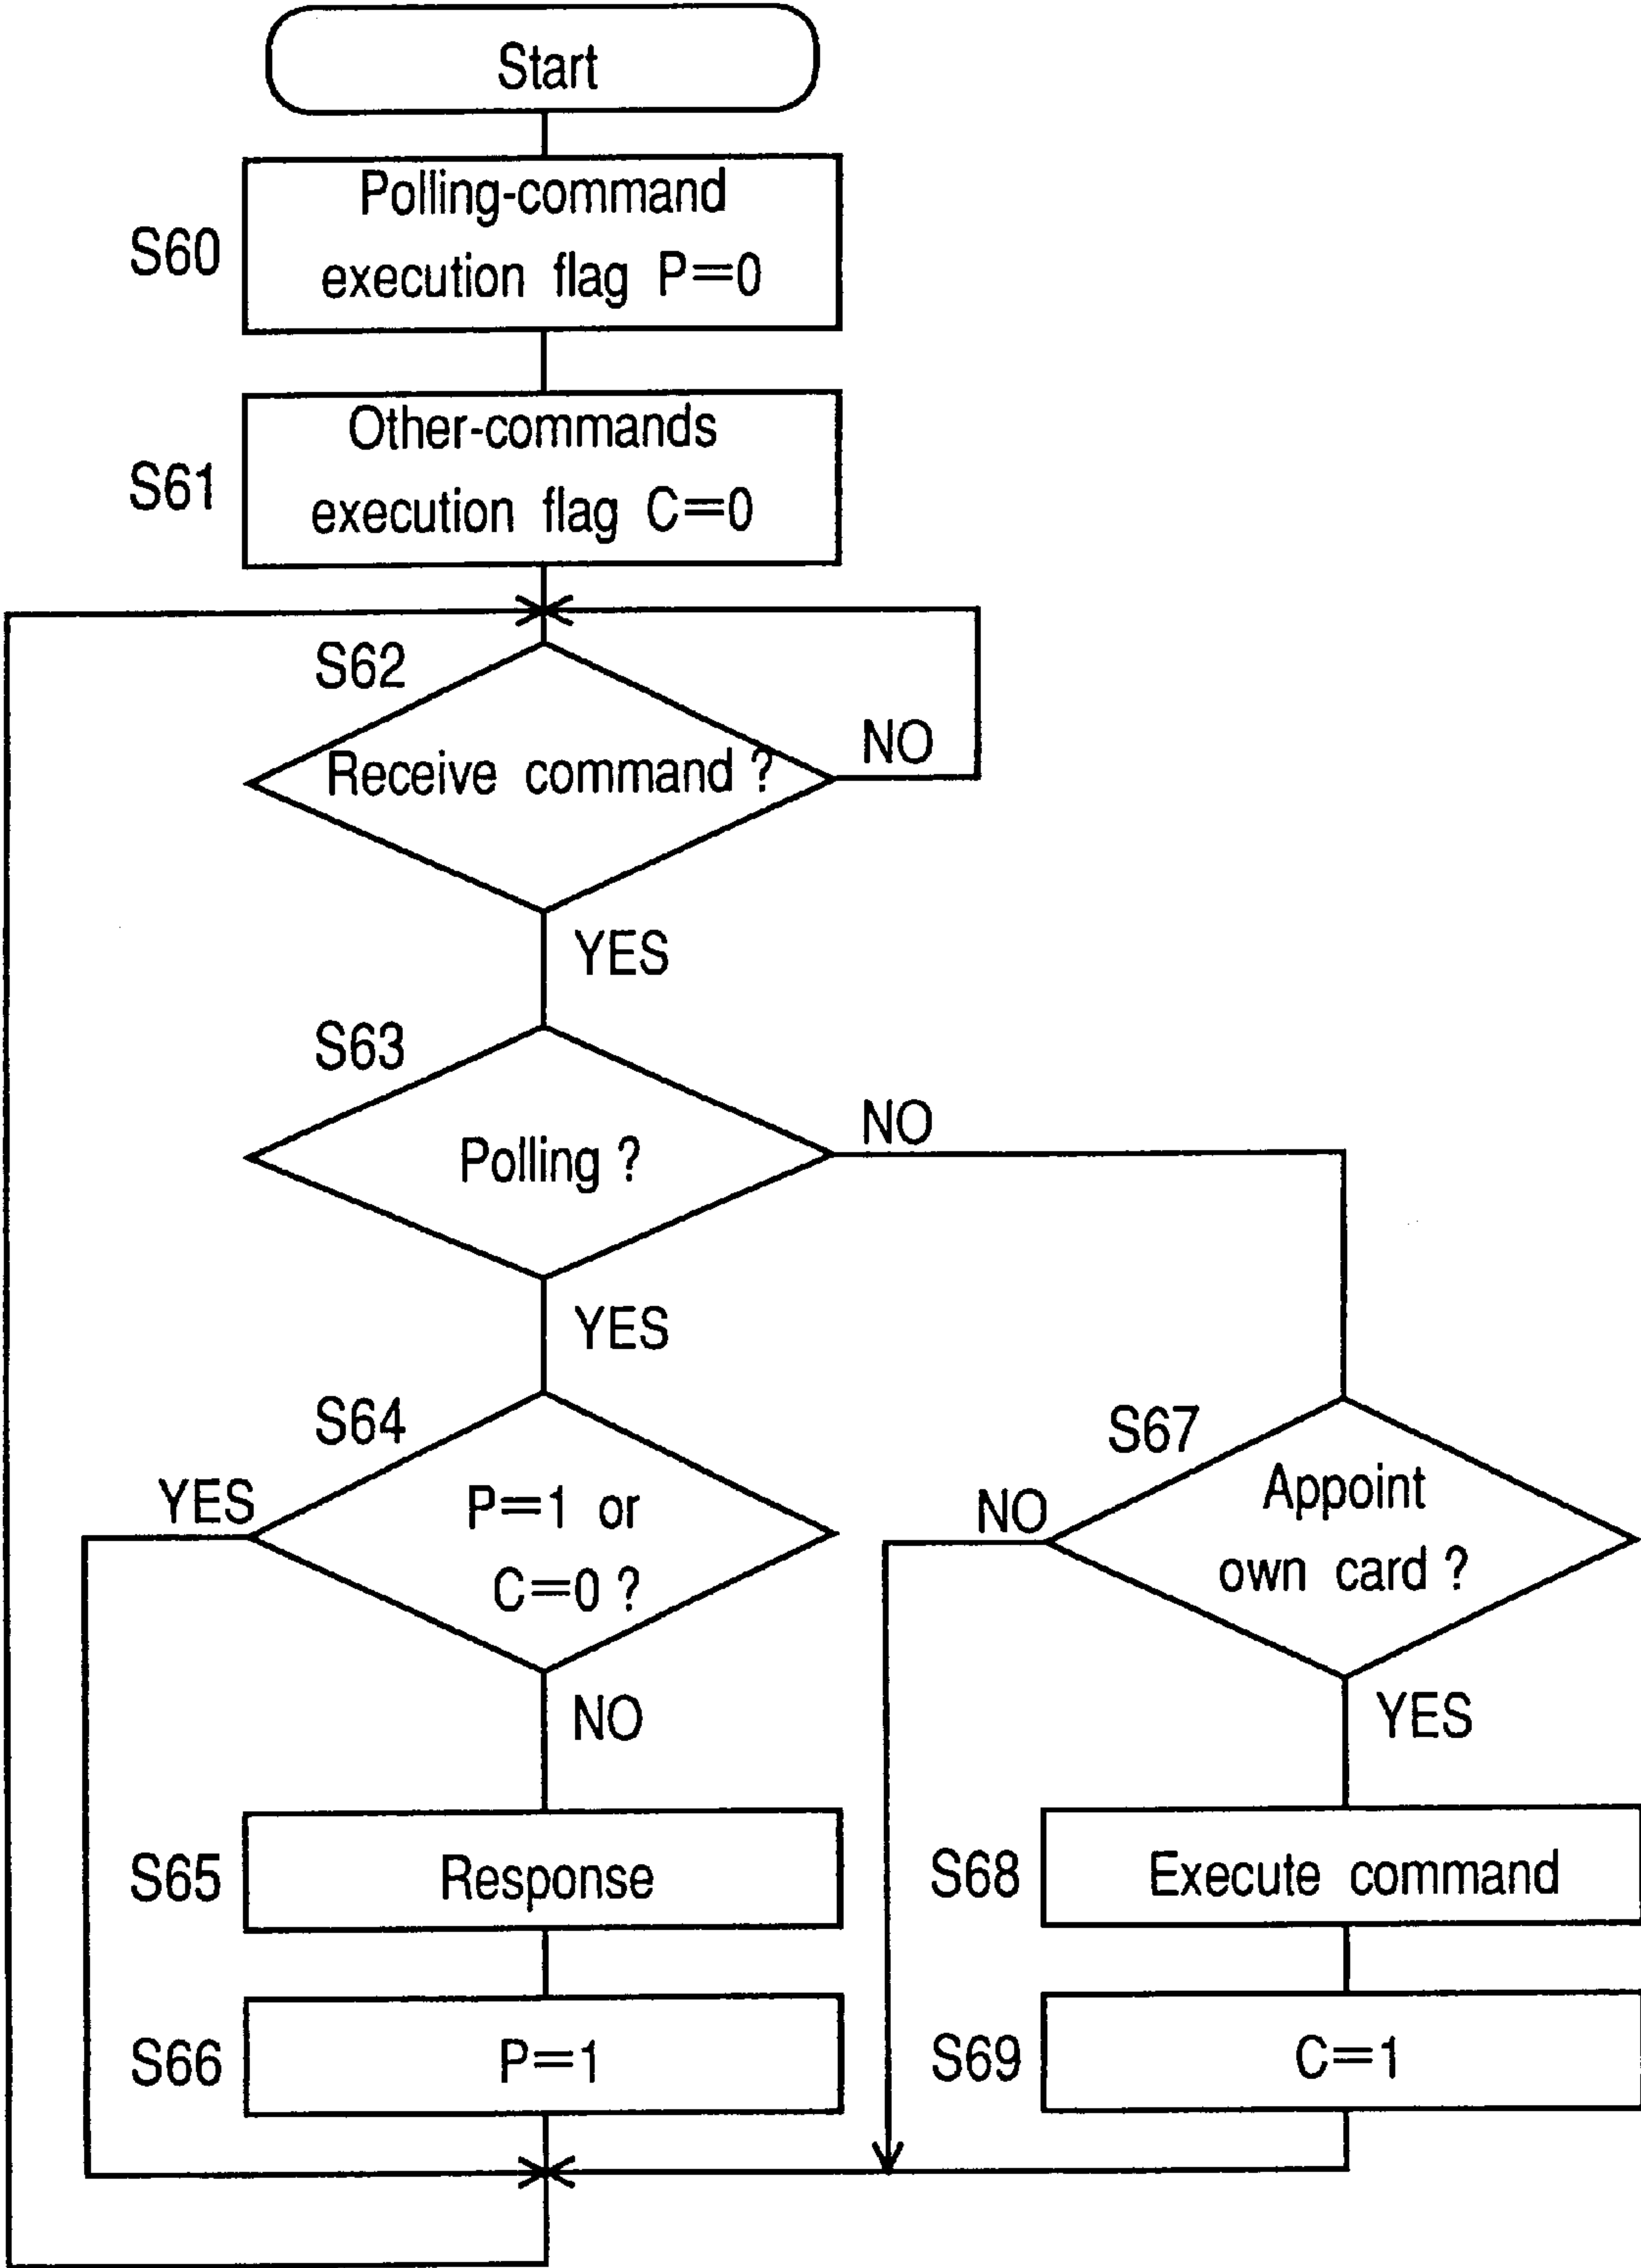 Start
Polling-command
S60
execution flag P=0
Other-commands
S61
execution flag C=0
S62
NO
Receive command ?
YES
S63
NO
Polling ?
YES
S64
S67
YES
P=1 or
C=0 ?
NO
Appoint
own card ?
NO
YES
S65
Response
S68
Execute command
S66
P=1
S69
C=1